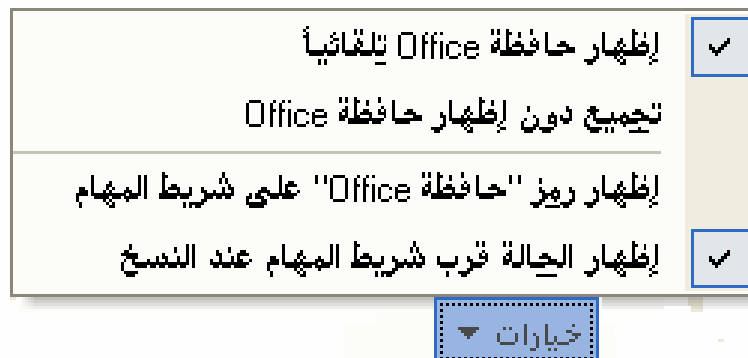 إظهار حافظة Office تلقائياً
تجميع دون إظهار حافظة Office
إظهار رمز "حافظة Office" على شريط المهام
إظهار الحالة قرب شريط المهام عند النسخ
خيارات